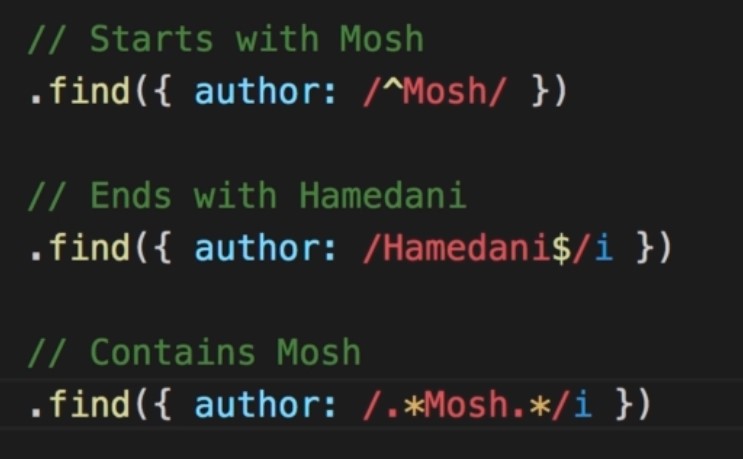 // Starts with Mosh
.find({ author: /^Mosh/ })
// Ends with Hamedani
.find({ author: /Hamedani$/i })
// Contains Mosh
.find({ author: /.*Mosh.*/i })